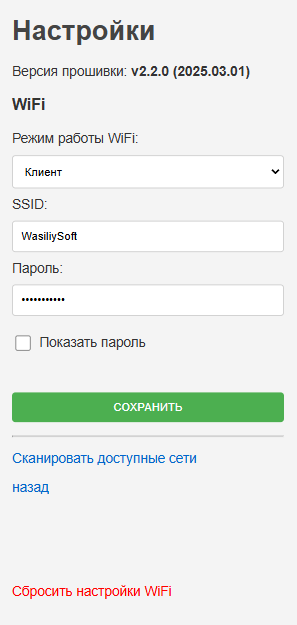 Настройки
Версия прошивки: v2.2.0 (2025.03.01)
WiFi
Режим работы WiFi:
Клиент
SSID:
WasiliySoft
Пароль:
•••••••••••
Показать пароль
СОХРАНИТЬ
Сканировать доступные сети
назад
Сбросить настройки WiFi